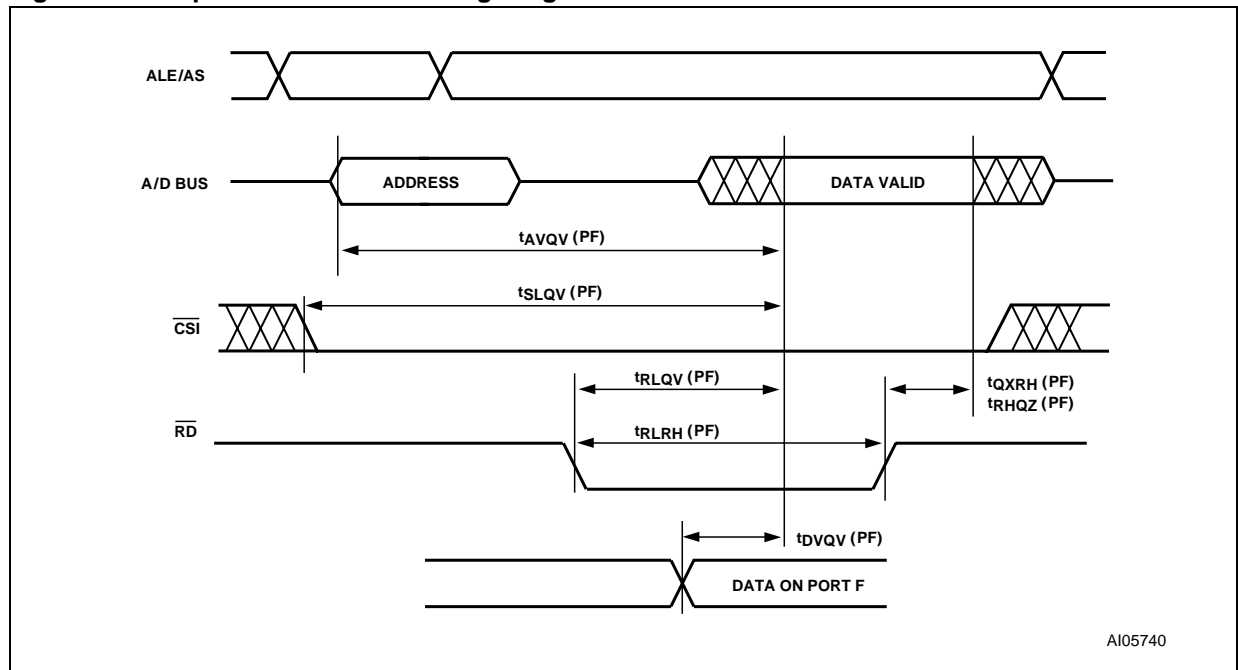 ALE/AS
A/D BUS
ADDRESS
DATA VALID
tAVQV (PF)
tSLQV (PF)
CSI
tRLQV (PF)
tQXRH (PF)
tRHQZ (PF)
RD
tRLRH (PF)
tDVQV (PF)
DATA ON PORT F
AI05740